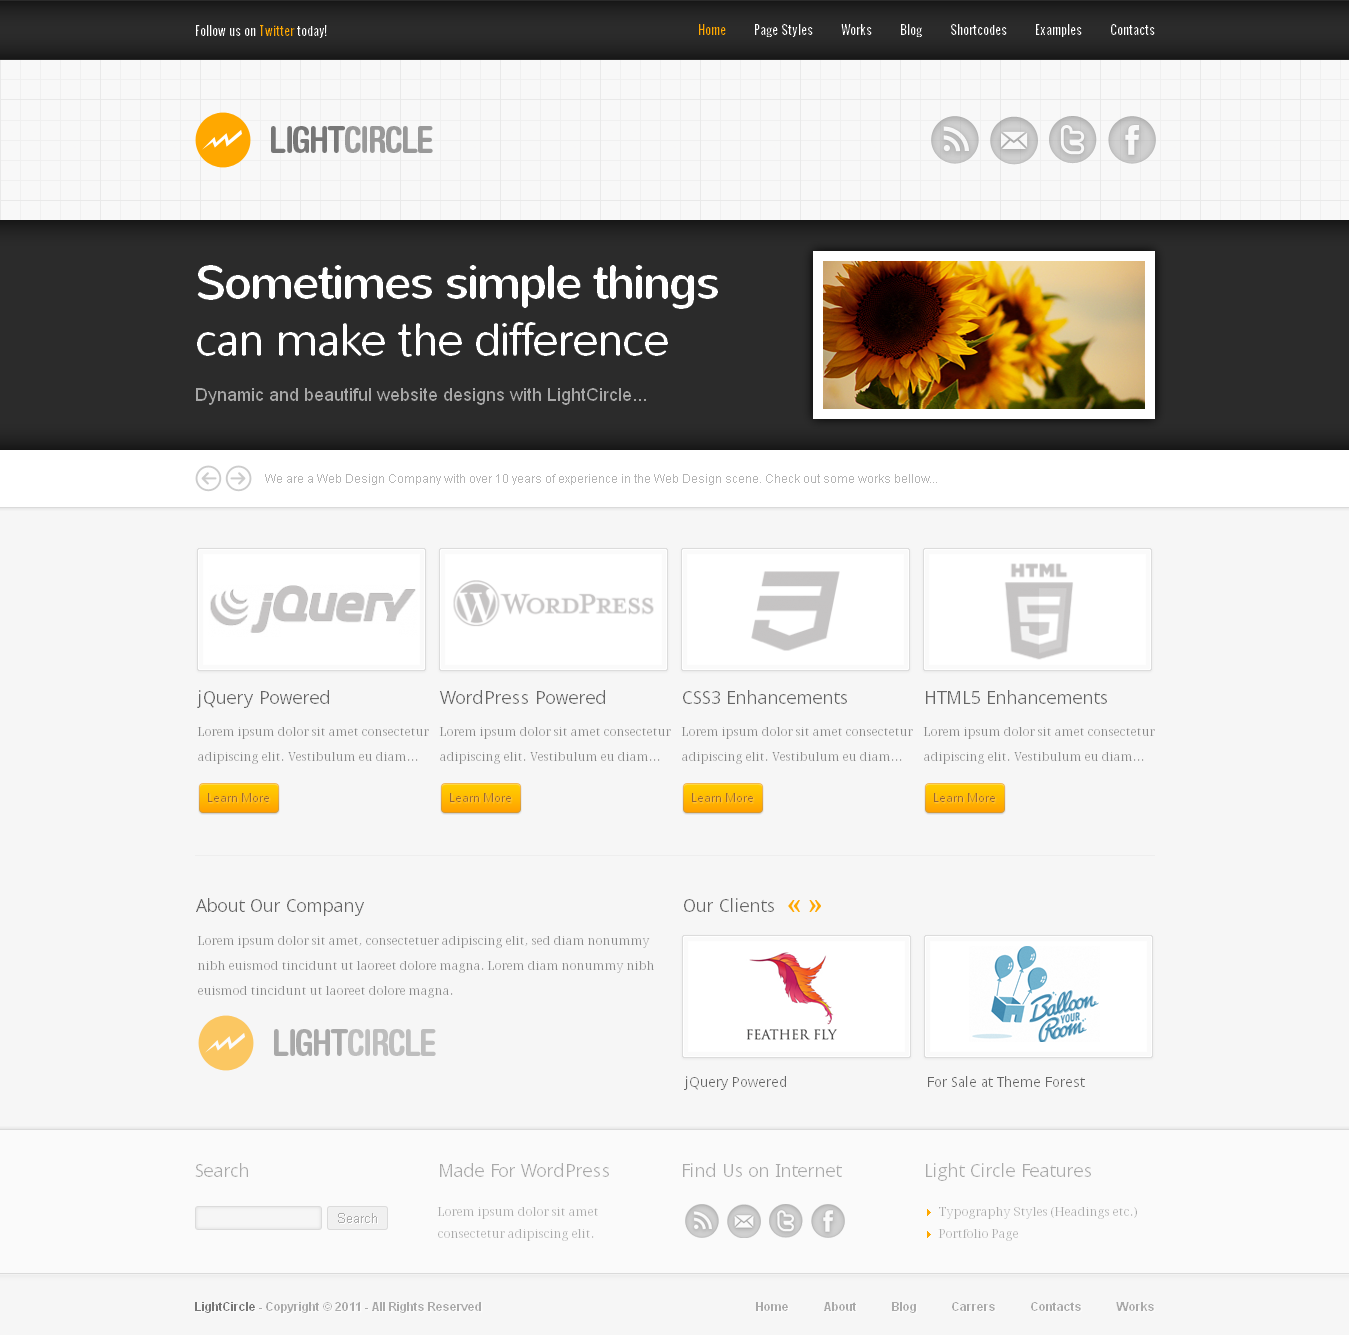 Follow us on Twitter today!
Home Page Styles Works Blog Shortcodes Examples Contacts
LIGHTCIRCLE
Sometimes simple things
can make the difference
Dynamic and beautiful website designs with LightCircle...
We are a Web Design Company with over 10 years of experience in the Web Design scene. Check out some works bellow...
jQuery
WORDPRESS
HTML
5
jQuery Powered
Lorem ipsum dolor sit amet consectetur
adipiscing elit. Vestibulum eu diam...
Learn More
WordPress Powered
Lorem ipsum dolor sit amet consectetur
adipiscing elit. Vestibulum eu diam...
Learn More
CSS3 Enhancements
Lorem ipsum dolor sit amet consectetur
adipiscing elit. Vestibulum eu diam...
Learn More
HTML5 Enhancements
Lorem ipsum dolor sit amet consectetur
adipiscing elit. Vestibulum eu diam...
Learn More
About Our Company
Lorem ipsum dolor sit amet, consectetuer adipiscing elit, sed diam nonummy
nibh euismod tincidunt ut laoreet dolore magna. Lorem diam nonummy nibh
euismod tincidunt ut laoreet dolore magna.
LIGHTCIRCLE
Our Clients « »
FEATHER FLY
jQuery Powered
Balloon
YOUR
Room
For Sale at Theme Forest
Search
Search
Made For WordPress
Lorem ipsum dolor sit amet
consectetur adipiscing elit.
Find Us on Internet
Light Circle Features
Typography Styles (Headings etc.)
Portfolio Page
LightCircle - Copyright © 2011 - All Rights Reserved
Home About Blog Carrers Contacts Works